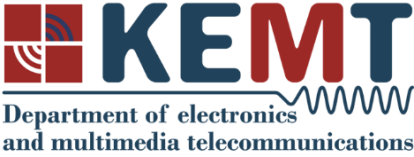 KEMT
Department of electronics
and multimedia telecommunications